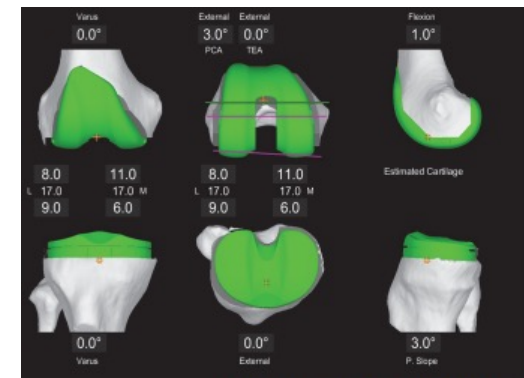 Varus External External Flexion
0.0° 3.0° 0.0° 1.0°
PCA TEA
8.0 11.0 8.0 11.0 Estimated Cartilage
L 17.0 17.0 M L 17.0 17.0 M
9.0 6.0 9.0 6.0
0.0° 0.0° 3.0°
Varus External P. Slope